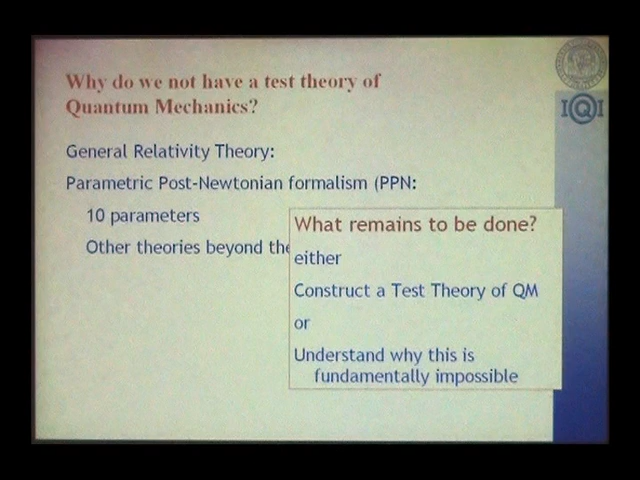 Why do we not have a test theory of
Quantum Mechanics?
General Relativity Theory:
Parametric Post-Newtonian formalism (PPN:
10 parameters
Other theories beyond the
What remains to be done?
either
Construct a Test Theory of QM
or
Understand why this is
fundamentally impossible
IQI